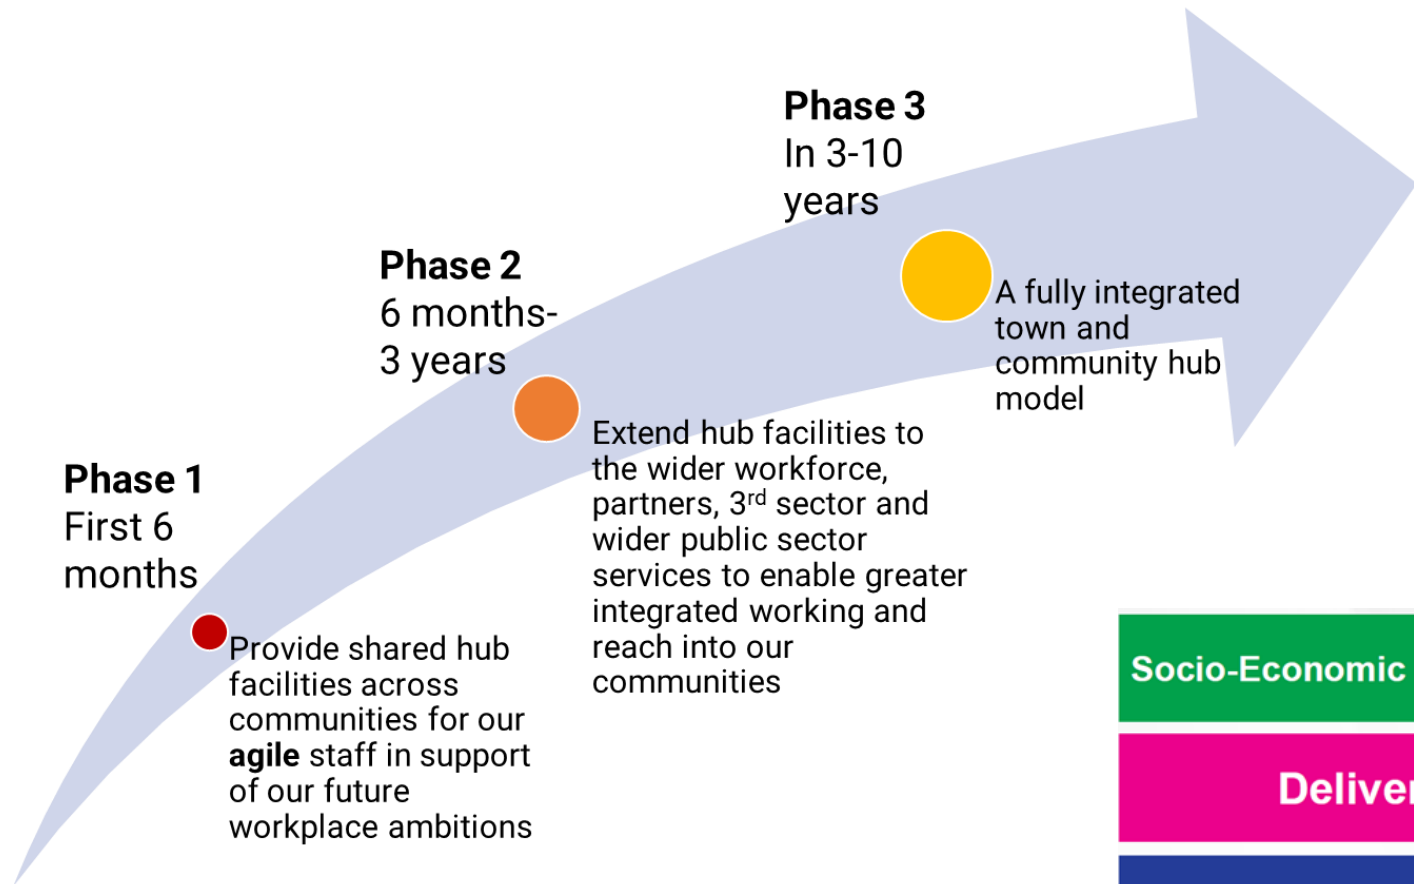 Phase 1
First 6
months
Provide shared hub
facilities across
communities for our
agile staff in support
of our future
workplace ambitions
Phase 2
6 months-
3 years
Extend hub facilities to
the wider workforce,
partners, 3rd sector and
wider public sector
services to enable greater
integrated working and
reach into our
communities
Phase 3
In 3-10
years
A fully integrated
town and
community hub
model
Socio-Economic